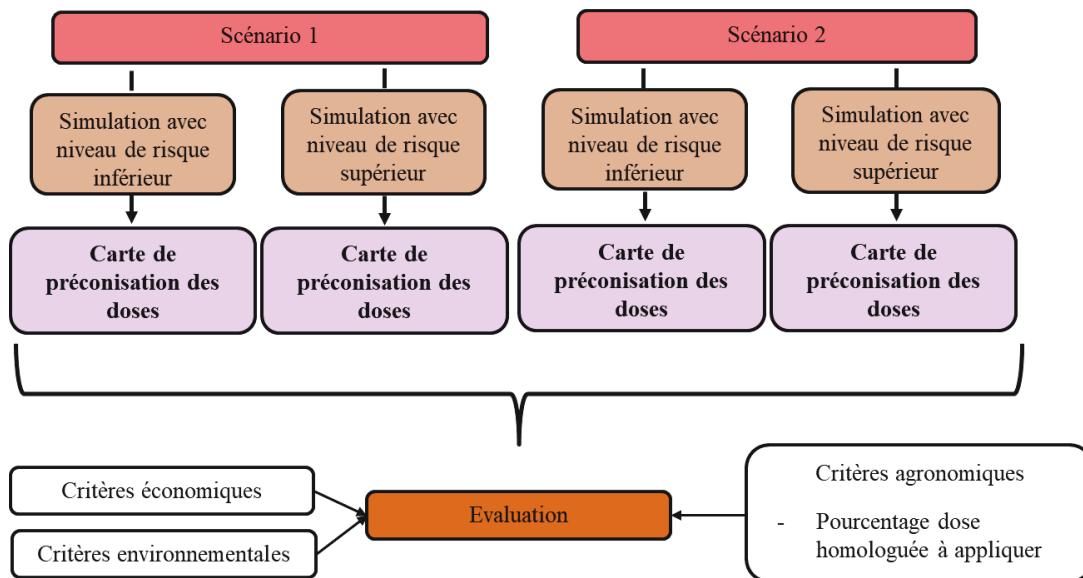 Scénario 1
Scénario 2
Simulation avec
niveau de risque
inférieur
Simulation avec
niveau de risque
supérieur
Simulation avec
niveau de risque
inférieur
Simulation avec
niveau de risque
supérieur
Carte de
préconisation des
doses
Carte de
préconisation des
doses
Carte de
préconisation des
doses
Carte de
préconisation des
doses
Critères économiques
Critères environnementales
Evaluation
Critères agronomiques
- Pourcentage dose
homologuée à appliquer